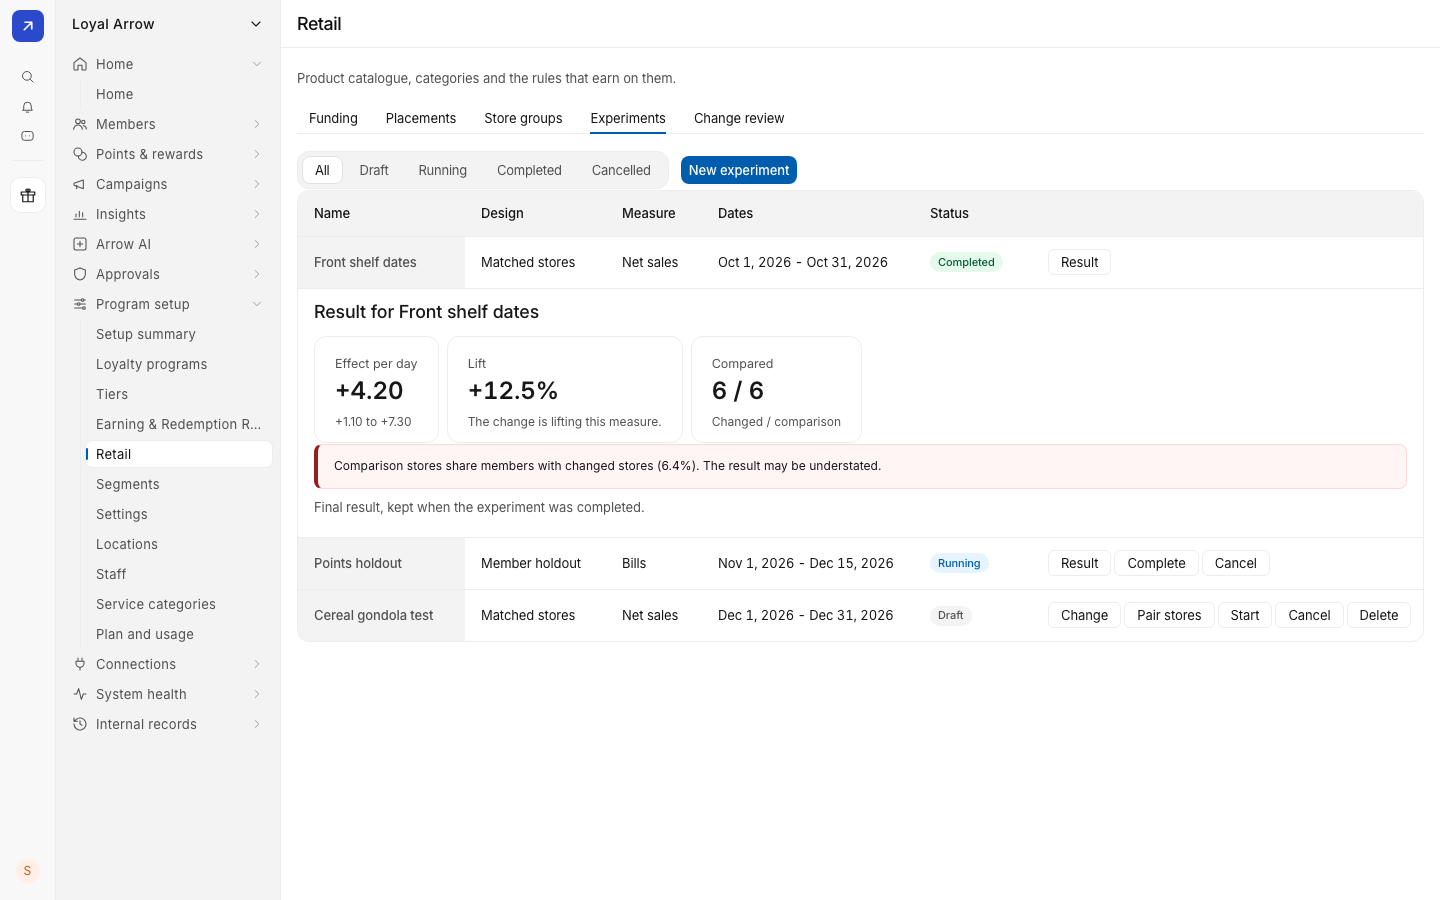 Loyal Arrow
Home
Home
Members
Points & rewards
Campaigns
Insights
Arrow AI
Approvals
Program setup
Setup summary
Loyalty programs
Tiers
Earning & Redemption R...
Retail
Segments
Settings
Locations
Staff
Service categories
Plan and usage
Connections
System health
Internal records
S
Retail
Product catalogue, categories and the rules that earn on them.
Funding Placements Store groups Experiments Change review
All Draft Running Completed Cancelled New experiment
Name Design Measure Dates Status
Front shelf dates Matched stores Net sales Oct 1, 2026 - Oct 31, 2026 Completed Result
Result for Front shelf dates
Effect per day Lift Compared
+4.20 +12.5% 6 / 6
+1.10 to +7.30 The change is lifting this measure. Changed / comparison
Comparison stores share members with changed stores (6.4%). The result may be understated.
Final result, kept when the experiment was completed.
Points holdout Member holdout Bills Nov 1, 2026 - Dec 15, 2026 Running Result Complete Cancel
Cereal gondola test Matched stores Net sales Dec 1, 2026 - Dec 31, 2026 Draft Change Pair stores Start Cancel Delete